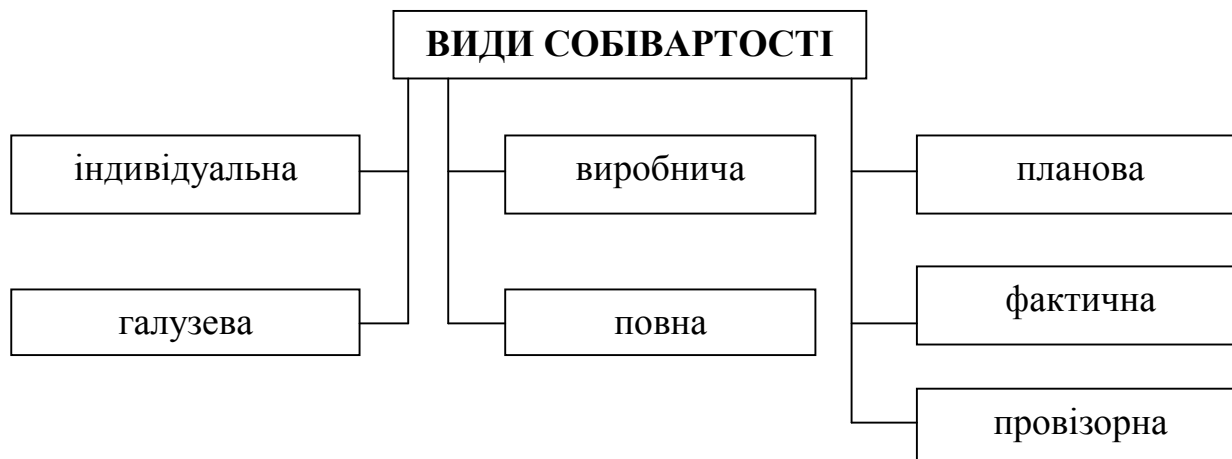 ВИДИ СОБІВАРТОСТІ
індивідуальна
галузева
виробнича
повна
планова
фактична
провізорна